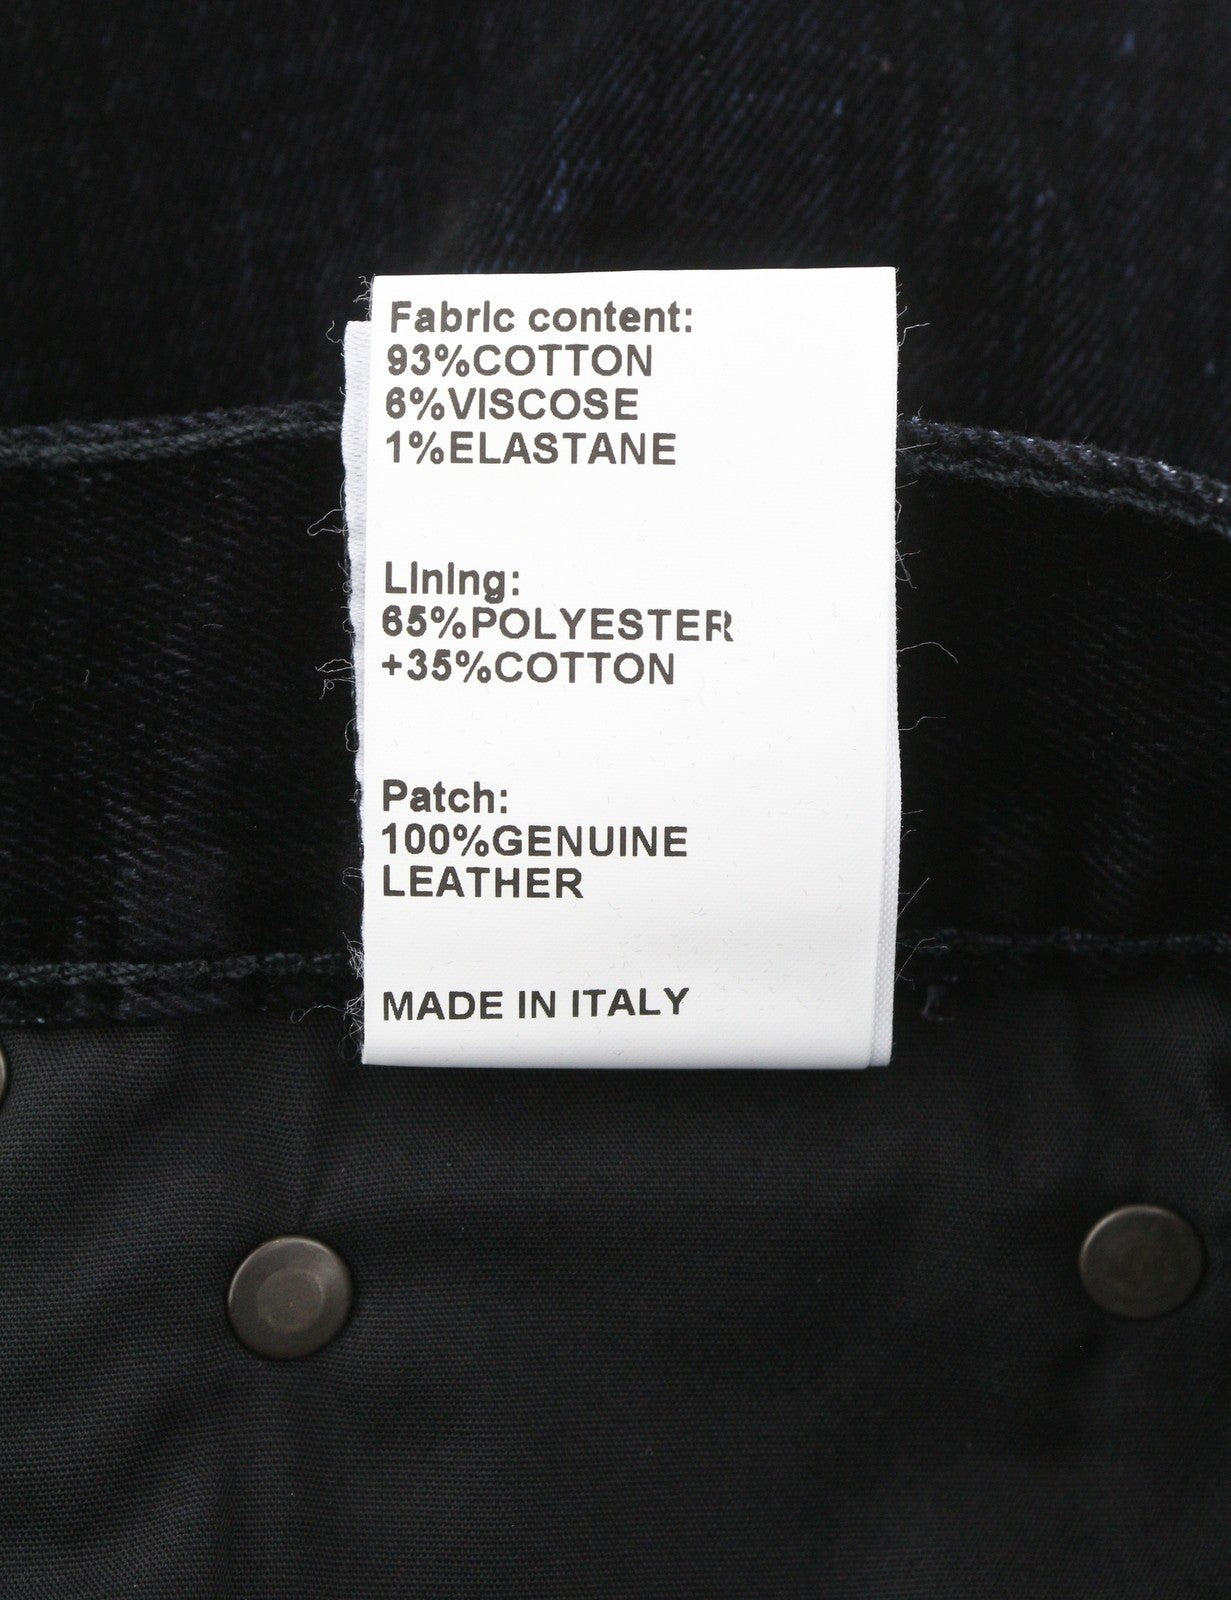 Fabric content:
93%COTTON
6%VISCOSE
1%ELASTANE
Lining:
65%POLYESTER
+35%COTTON
Patch:
100%GENUINE
LEATHER
MADE IN ITALY